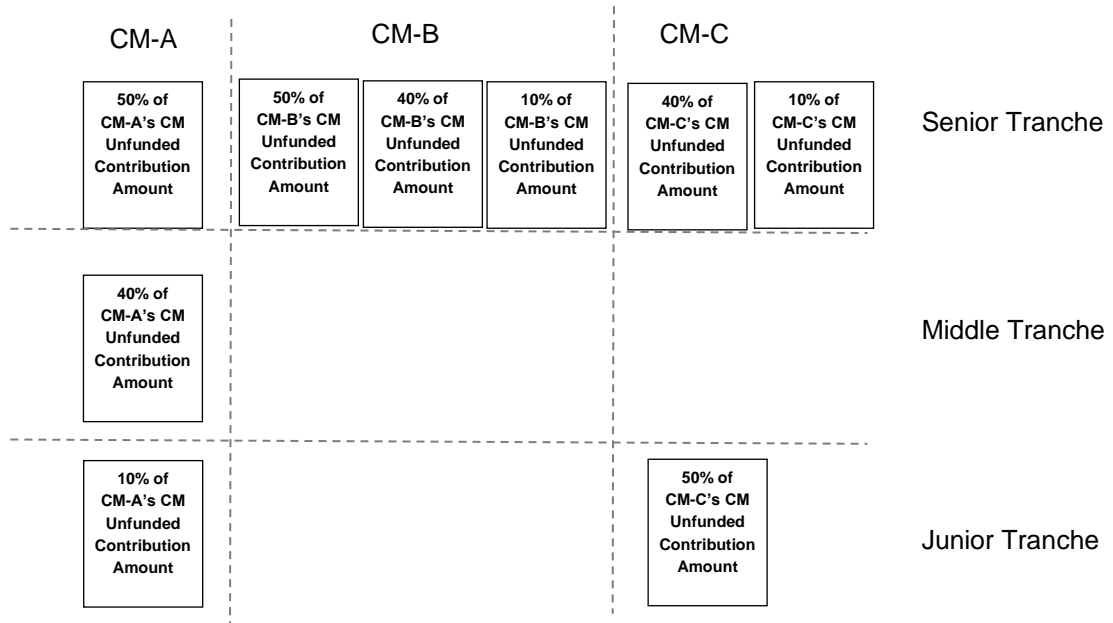 CM-A
CM-B
CM-C
50% of
CM-A's CM
Unfunded
Contribution
Amount
50% of
CM-B's CM
Unfunded
Contribution
Amount
40% of
CM-B's CM
Unfunded
Contribution
Amount
10% of
CM-B's CM
Unfunded
Contribution
Amount
40% of
CM-C's CM
Unfunded
Contribution
Amount
10% of
CM-C's CM
Unfunded
Contribution
Amount
Senior Tranche
40% of
CM-A's CM
Unfunded
Contribution
Amount
Middle Tranche
10% of
CM-A's CM
Unfunded
Contribution
Amount
50% of
CM-C's CM
Unfunded
Contribution
Amount
Junior Tranche